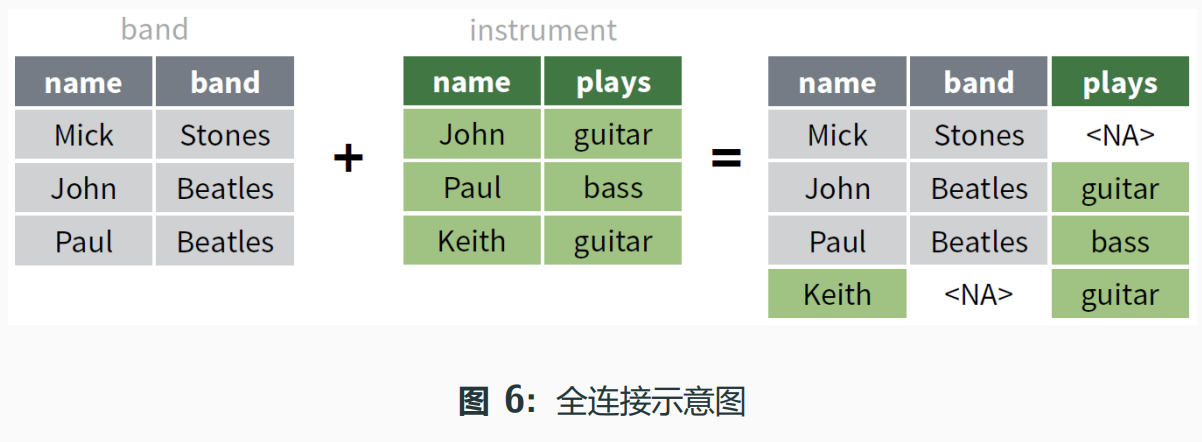 band instrument
name band name plays name band plays
Mick Stones John guitar Mick Stones <NA>
+ =
John Beatles Paul bass John Beatles guitar
Paul Beatles Keith guitar Paul Beatles bass
Keith <NA> guitar
图 6: 全连接示意图